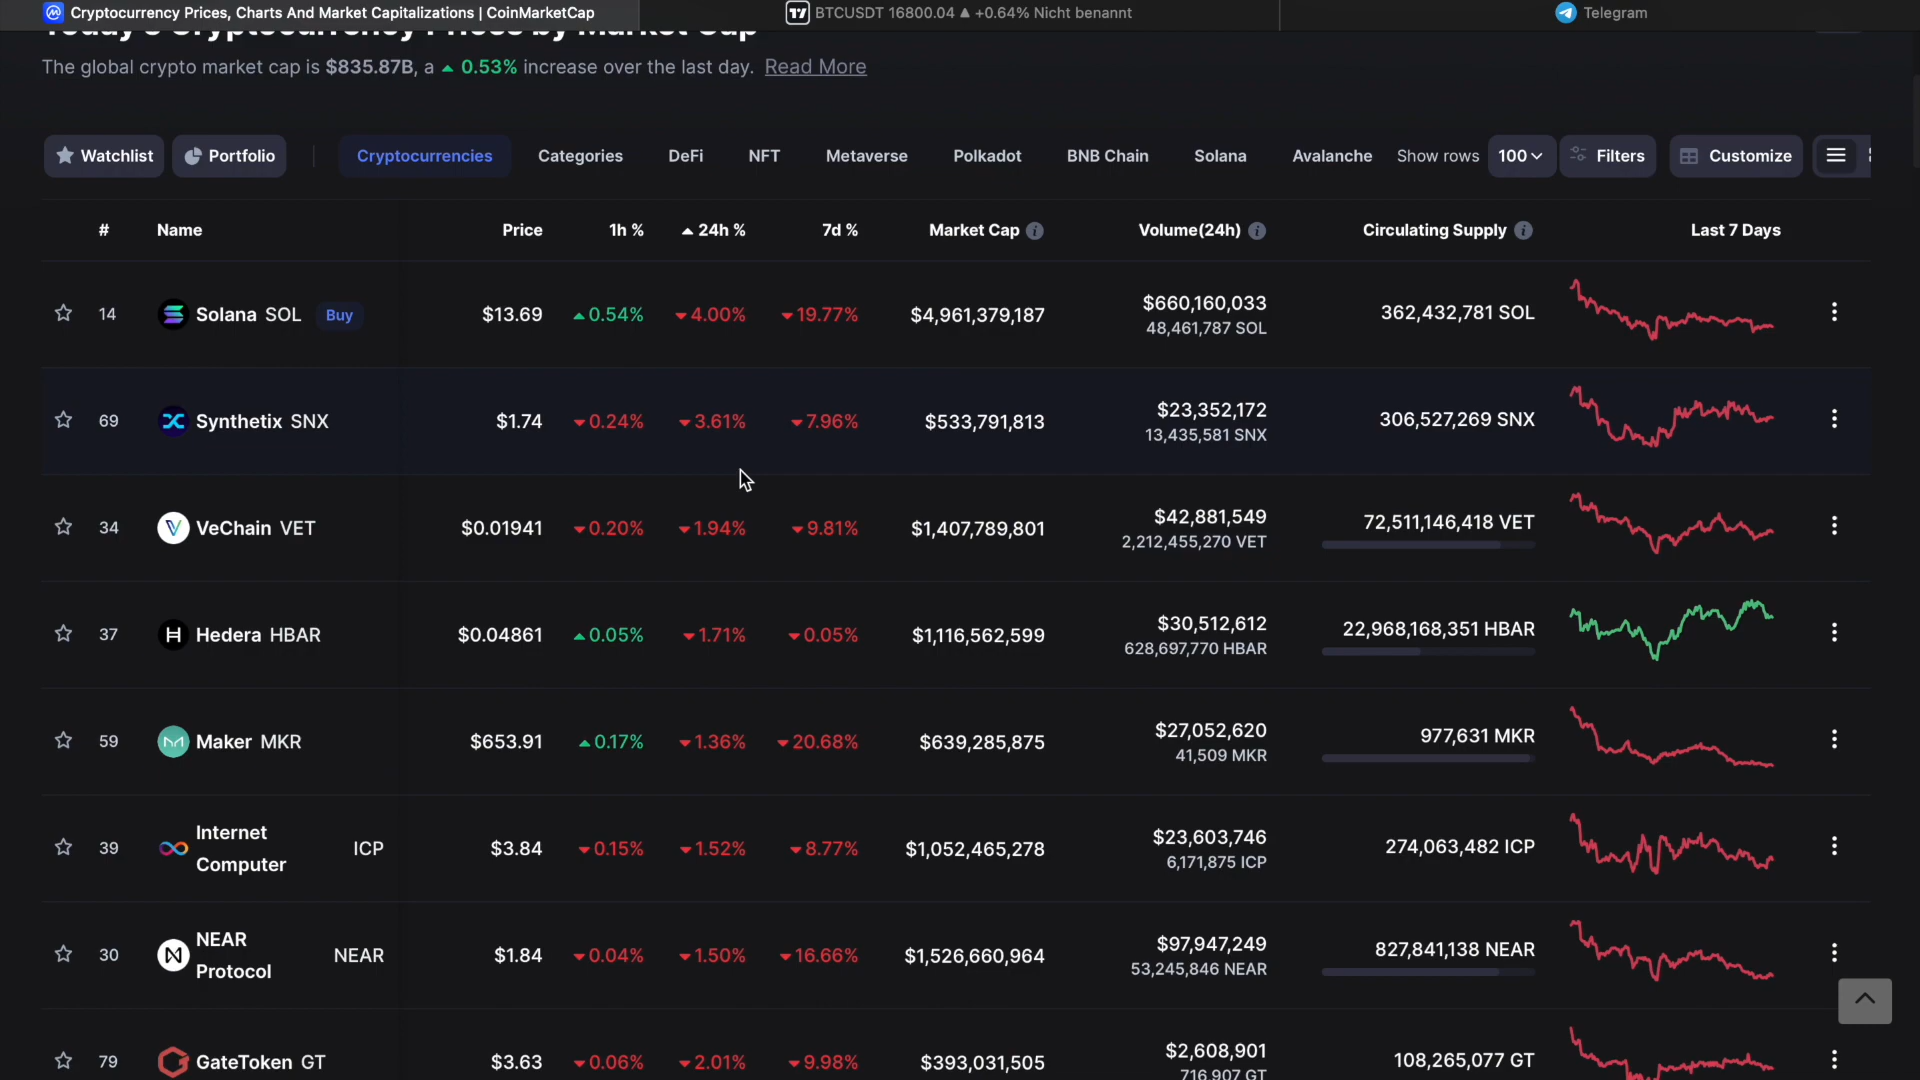 Cryptocurrency Prices, Charts And Market Capitalizations | CoinMarketCap BTCUSDT 16800.04 ▲ +0.64% Nicht benannt Telegram
Today's Cryptocurrency Prices by Market Cap
The global crypto market cap is $835.87B, a ▲ 0.53% increase over the last day. Read More
Watchlist Portfolio Cryptocurrencies Categories DeFi NFT Metaverse Polkadot BNB Chain Solana Avalanche Show rows 100 Filters Customize
# Name Price 1h % ▲ 24h % 7d % Market Cap Volume(24h) Circulating Supply Last 7 Days
14 Solana SOL Buy $13.69 ▲ 0.54% ▼ 4.00% ▼ 19.77% $4,961,379,187 $660,160,033 362,432,781 SOL
48,461,787 SOL
69 Synthetix SNX $1.74 ▼ 0.24% ▼ 3.61% ▼ 7.96% $533,791,813 $23,352,172 306,527,269 SNX
13,435,581 SNX
34 VeChain VET $0.01941 ▼ 0.20% ▼ 1.94% ▼ 9.81% $1,407,789,801 $42,881,549 72,511,146,418 VET
2,212,455,270 VET
37 Hedera HBAR $0.04861 ▲ 0.05% ▼ 1.71% ▼ 0.05% $1,116,562,599 $30,512,612 22,968,168,351 HBAR
628,697,770 HBAR
59 Maker MKR $653.91 ▲ 0.17% ▼ 1.36% ▼ 20.68% $639,285,875 $27,052,620 977,631 MKR
41,509 MKR
39 Internet Computer ICP $3.84 ▼ 0.15% ▼ 1.52% ▼ 8.77% $1,052,465,278 $23,603,746 274,063,482 ICP
6,171,875 ICP
30 NEAR Protocol NEAR $1.84 ▼ 0.04% ▼ 1.50% ▼ 16.66% $1,526,660,964 $97,947,249 827,841,138 NEAR
53,245,846 NEAR
79 GateToken GT $3.63 ▼ 0.06% ▼ 2.01% ▼ 9.98% $393,031,505 $2,608,901 108,265,077 GT
716,907 GT